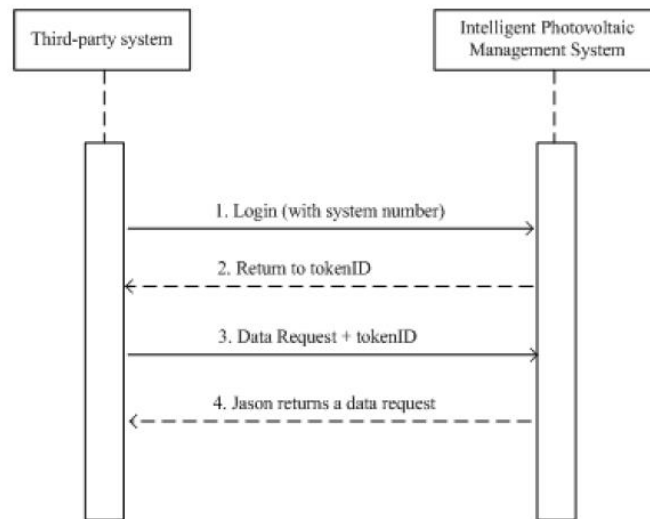 Third-party system
Intelligent Photovoltaic
Management System
1. Login (with system number)
2. Return to tokenID
3. Data Request + tokenID
4. Jason returns a data request